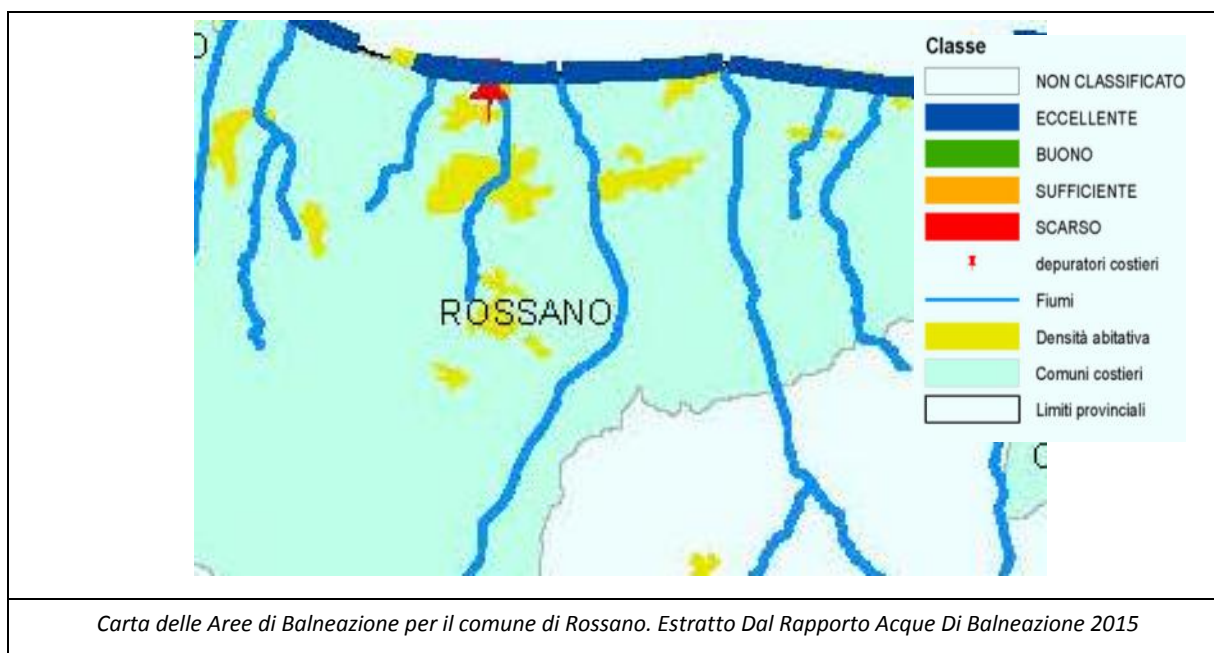 O
Classe
NON CLASSIFICATO
ECCELLENTE
BUONO
SUFFICIENTE
SCARSO
depuratori costieri
Fiumi
Densità abitativa
Comuni costieri
Limiti provinciali
ROSSANO
Carta delle Aree di Balneazione per il comune di Rossano. Estratto Dal Rapporto Acque Di Balneazione 2015